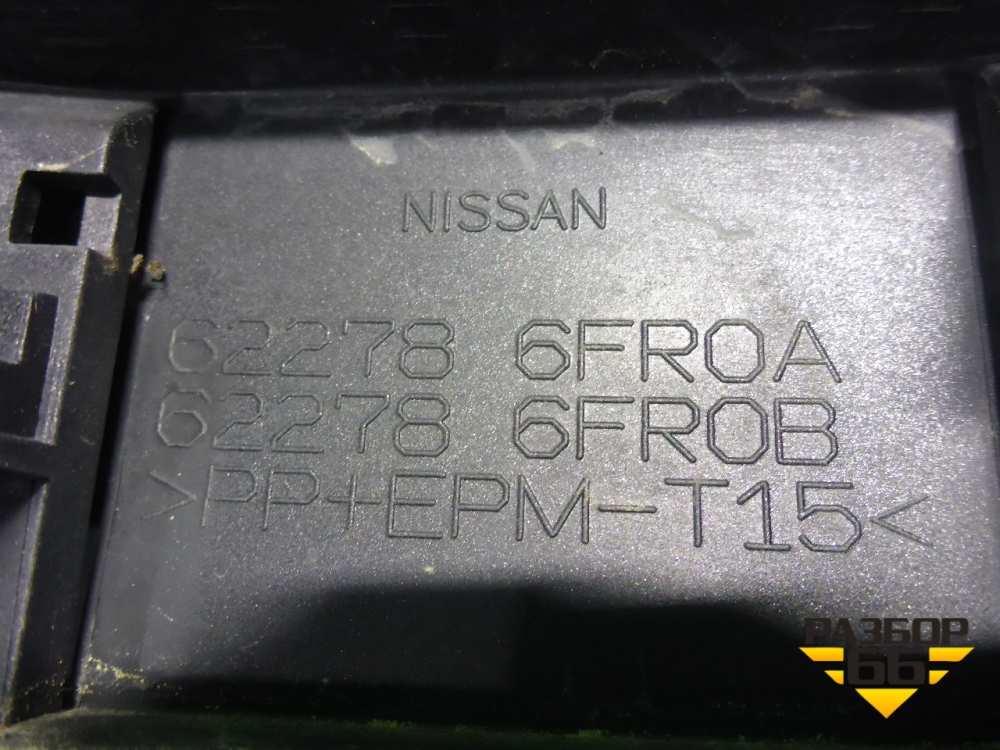 NISSAN
62278 6FR0A
62278 6FR0B
>PP+EPM-T15<
РАЗБОР
66